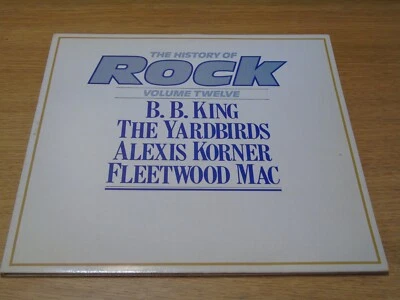 THE HISTORY OF
Rock
VOLUME TWELVE
B. B. KING
THE YARDBIRDS
ALEXIS KORNER
FLEETWOOD MAC